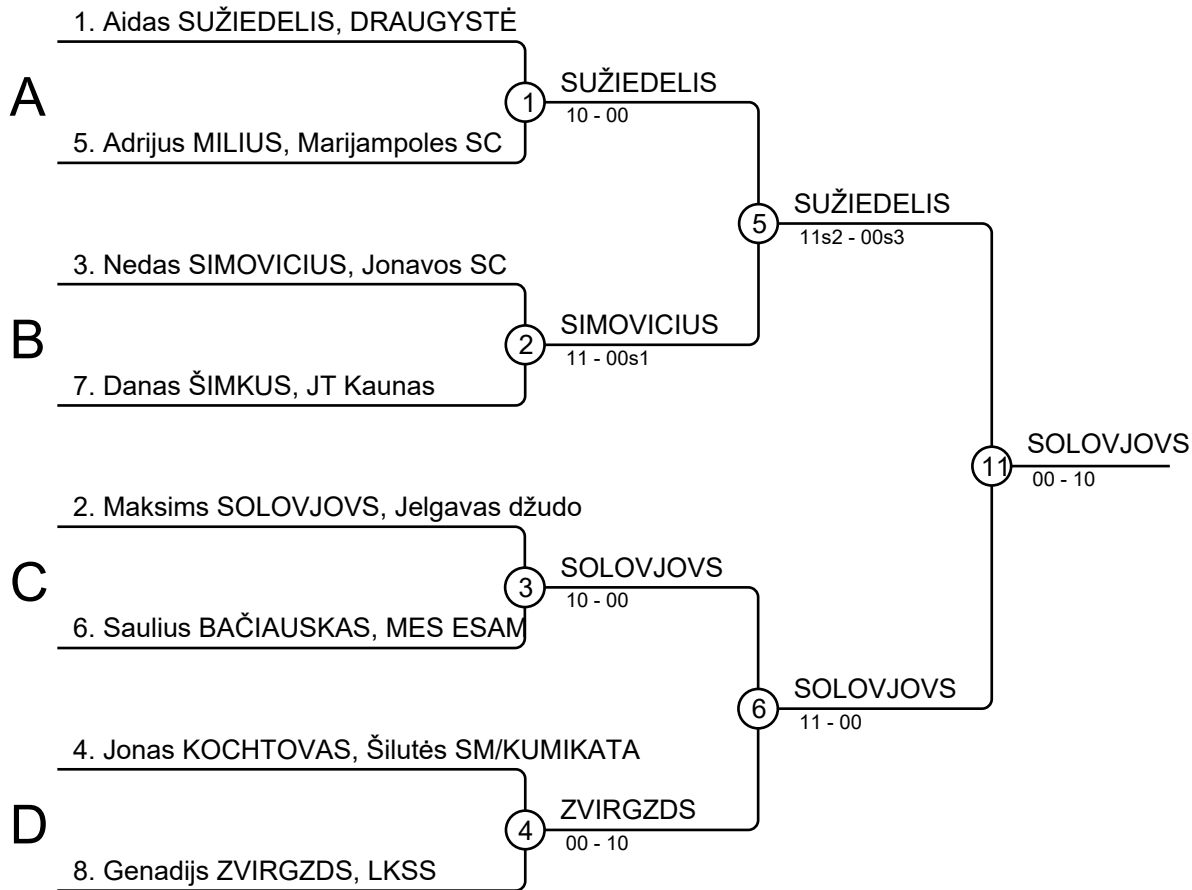 1. Aidas SUŽIEDELIS, DRAUGYSTĖ
A
1
SUŽIEDELIS
10 - 00
5. Adrijus MILIUS, Marijampoles SC
5
SUŽIEDELIS
11s2 - 00s3
3. Nedas SIMOVICIUS, Jonavos SC
B
2
SIMOVICIUS
11 - 00s1
7. Danas ŠIMKUS, JT Kaunas
11
SOLOVJOVS
00 - 10
2. Maksims SOLOVJOVS, Jelgavas džudo
C
3
SOLOVJOVS
10 - 00
6. Saulius BAČIAUSKAS, MES ESAM
6
SOLOVJOVS
11 - 00
4. Jonas KOCHTOVAS, Šilutės SM/KUMIKATA
D
4
ZVIRGZDS
00 - 10
8. Genadijs ZVIRGZDS, LKSS